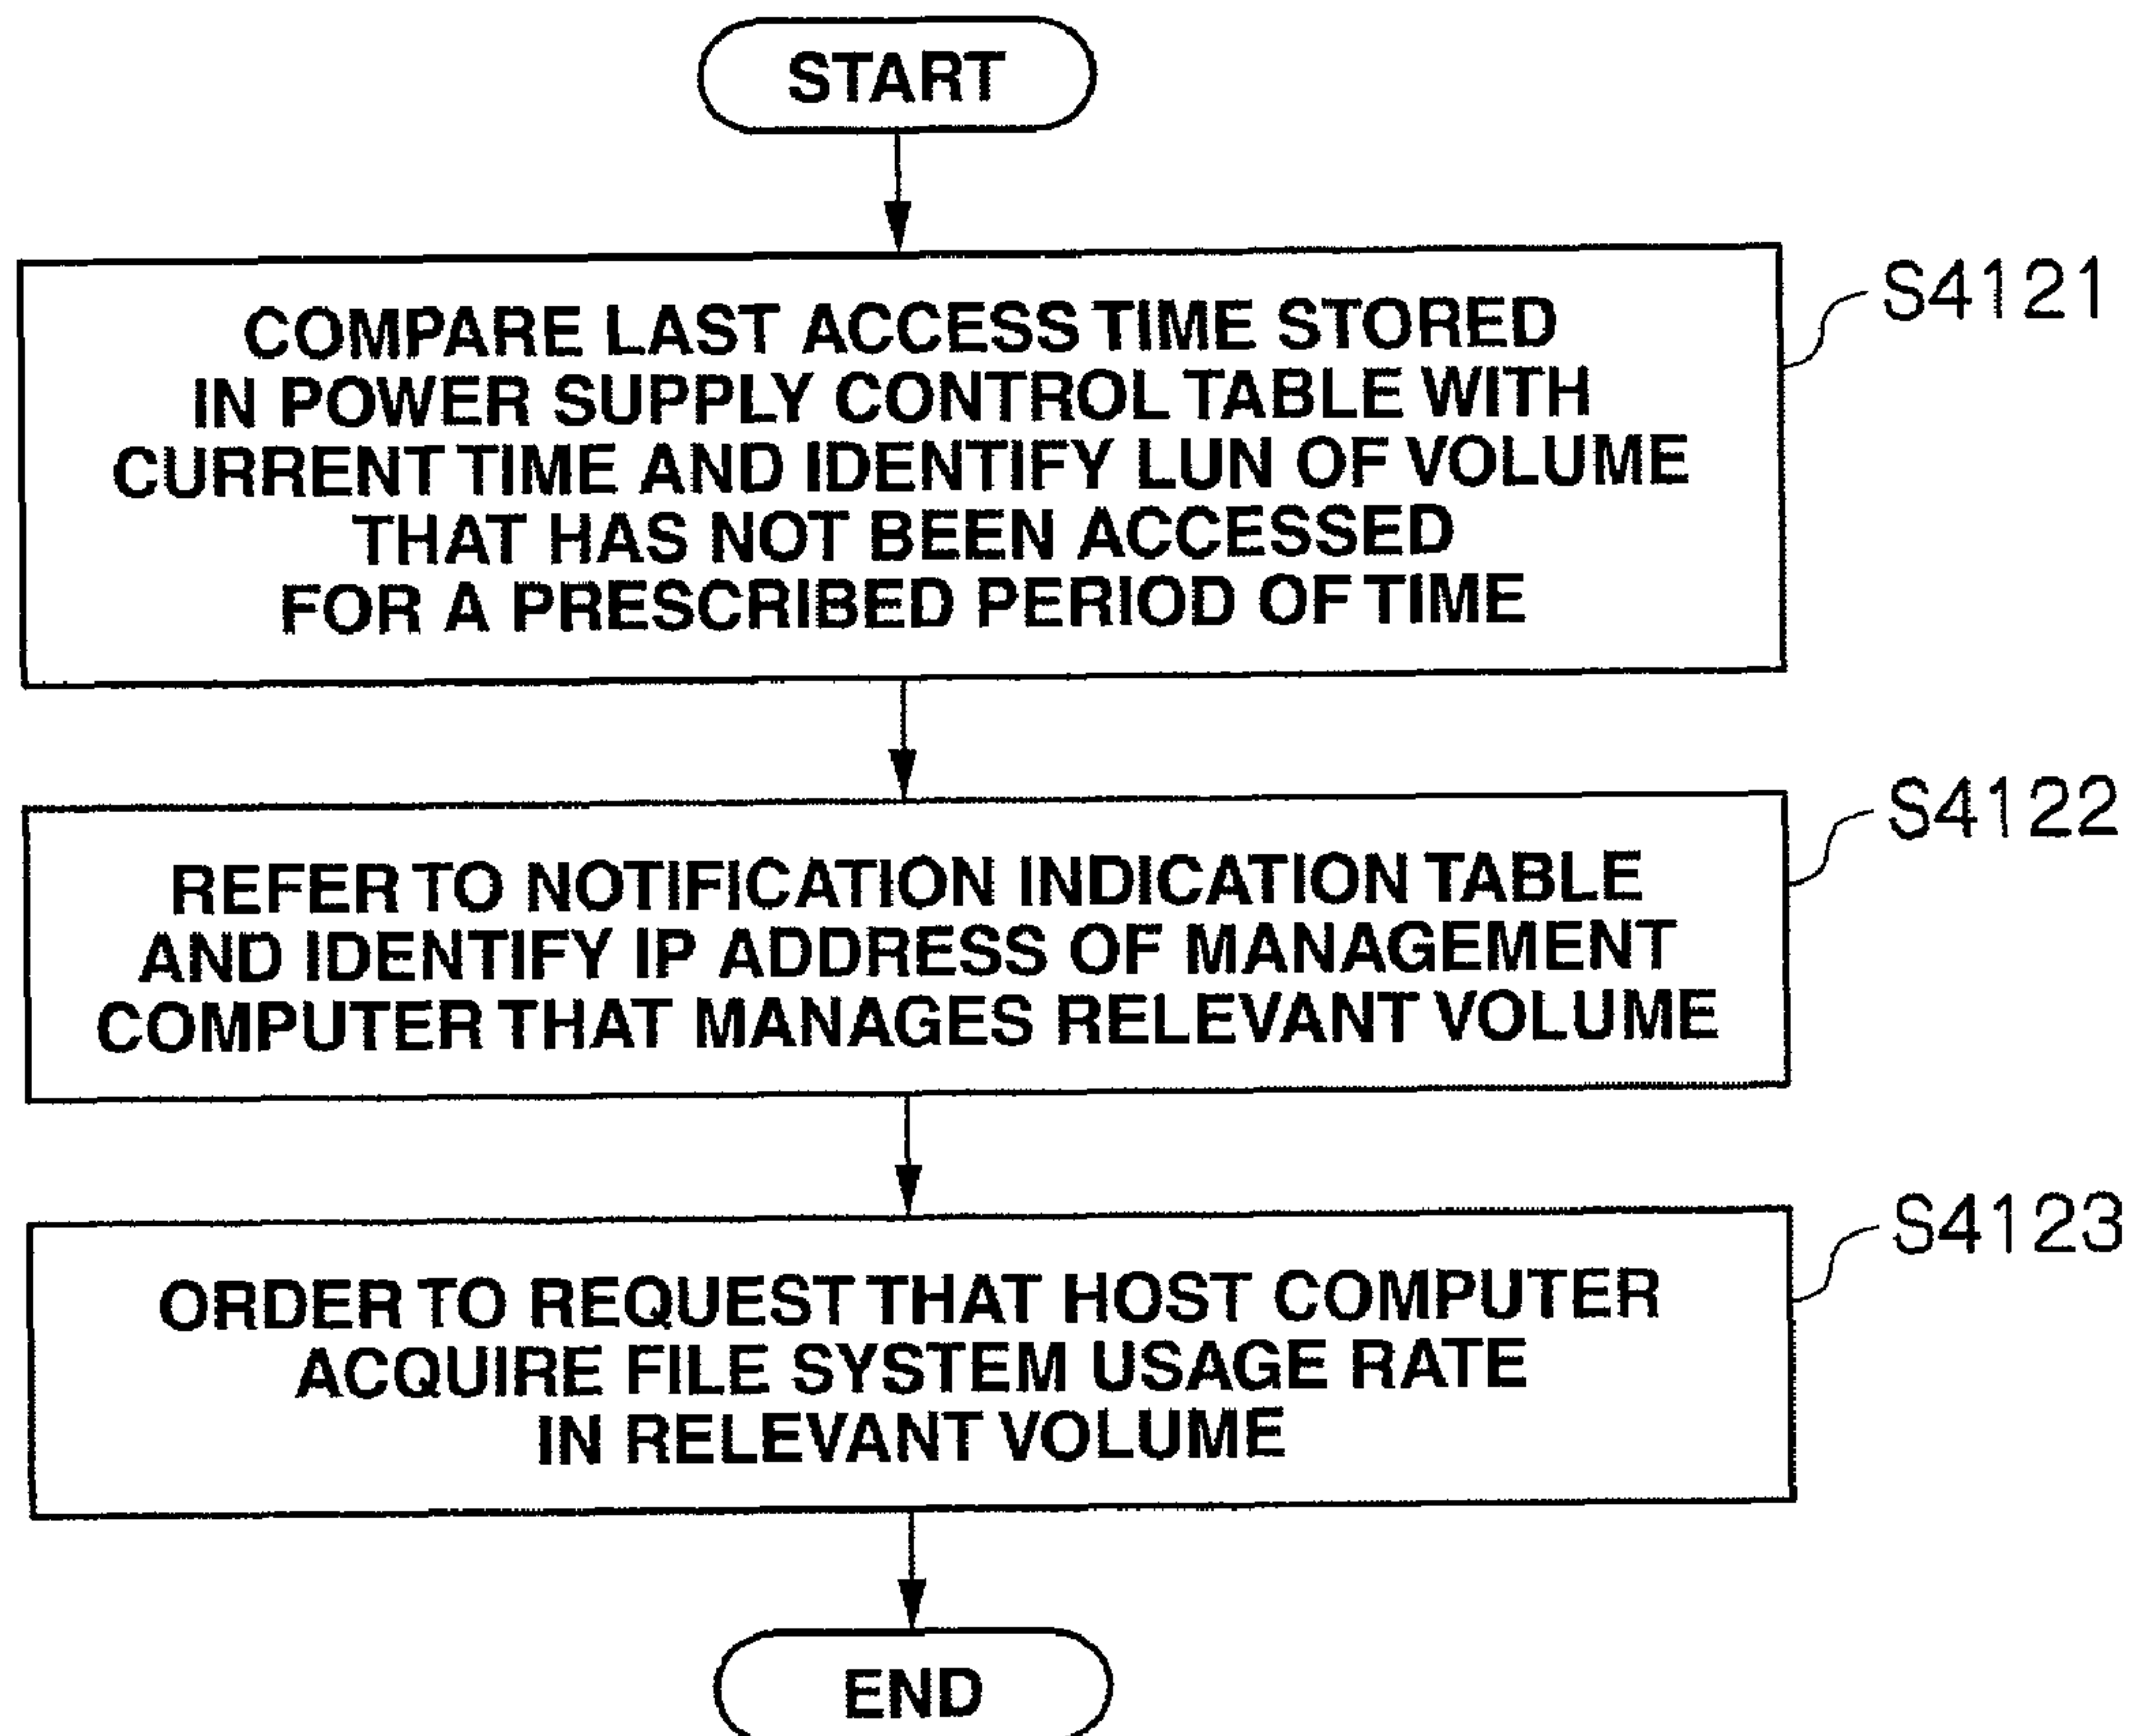 START
COMPARE LAST ACCESS TIME STORED
IN POWER SUPPLY CONTROL TABLE WITH
CURRENT TIME AND IDENTIFY LUN OF VOLUME
THAT HAS NOT BEEN ACCESSED
FOR A PRESCRIBED PERIOD OF TIME
S4121
REFER TO NOTIFICATION INDICATION TABLE
AND IDENTIFY IP ADDRESS OF MANAGEMENT
COMPUTER THAT MANAGES RELEVANT VOLUME
S4122
ORDER TO REQUEST THAT HOST COMPUTER
ACQUIRE FILE SYSTEM USAGE RATE
IN RELEVANT VOLUME
S4123
END